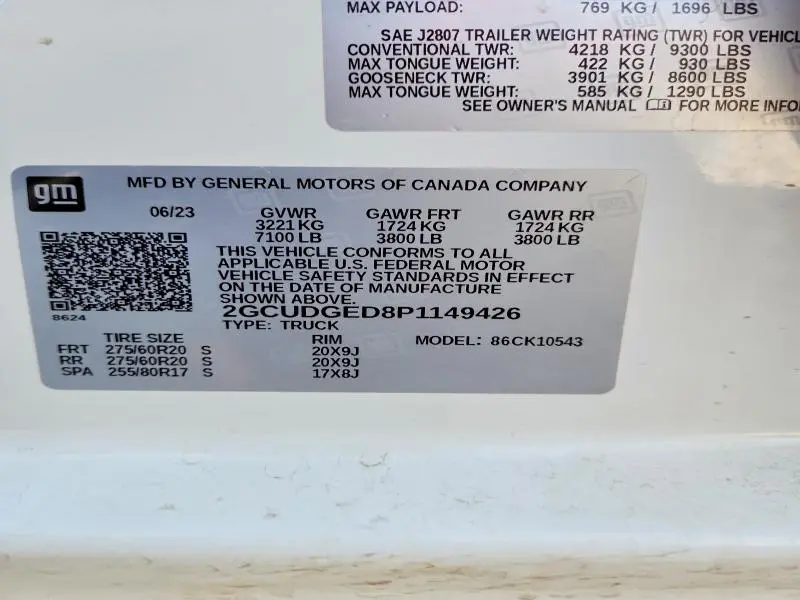 MAX PAYLOAD: 769 KG / 1696 LBS
SAE J2807 TRAILER WEIGHT RATING (TWR) FOR
CONVENTIONAL TWR: 4218 KG / 9300 LBS
MAX TONGUE WEIGHT: 422 KG / 930 LBS
GOOSENECK TWR: 3901 KG / 8600 LBS
MAX TONGUE WEIGHT: 585 KG / 1290 LBS
SEE OWNER'S MANUAL FOR MORE
gm
MFD BY GENERAL MOTORS OF CANADA COMPANY
06/23 GVWR GAWR FRT GAWR RR
3221 KG 1724 KG 1724 KG
7100 LB 3800 LB 3800 LB
THIS VEHICLE CONFORMS TO ALL
APPLICABLE U.S. FEDERAL MOTOR
VEHICLE SAFETY STANDARDS IN EFFECT
ON THE DATE OF MANUFACTURE
SHOWN ABOVE.
8624
2GCUDGED8P1149426
TYPE: TRUCK
TIRE SIZE RIM MODEL: 86CK10543
FRT 275/60R20 S 20X9J
RR 275/60R20 S 20X9J
SPA 255/80R17 S 17X8J